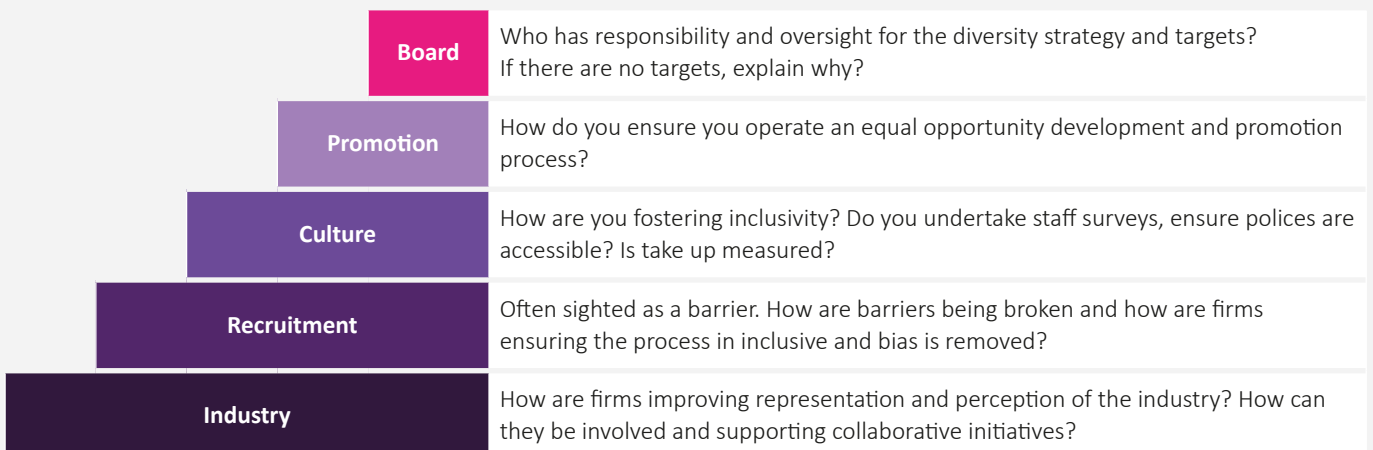 Board
Who has responsibility and oversight for the diversity strategy and targets?
If there are no targets, explain why?
Promotion
How do you ensure you operate an equal opportunity development and promotion
process?
Culture
How are you fostering inclusivity? Do you undertake staff surveys, ensure polices are
accessible? Is take up measured?
Recruitment
Often sighted as a barrier. How are barriers being broken and how are firms
ensuring the process in inclusive and bias is removed?
Industry
How are firms improving representation and perception of the industry? How can
they be involved and supporting collaborative initiatives?